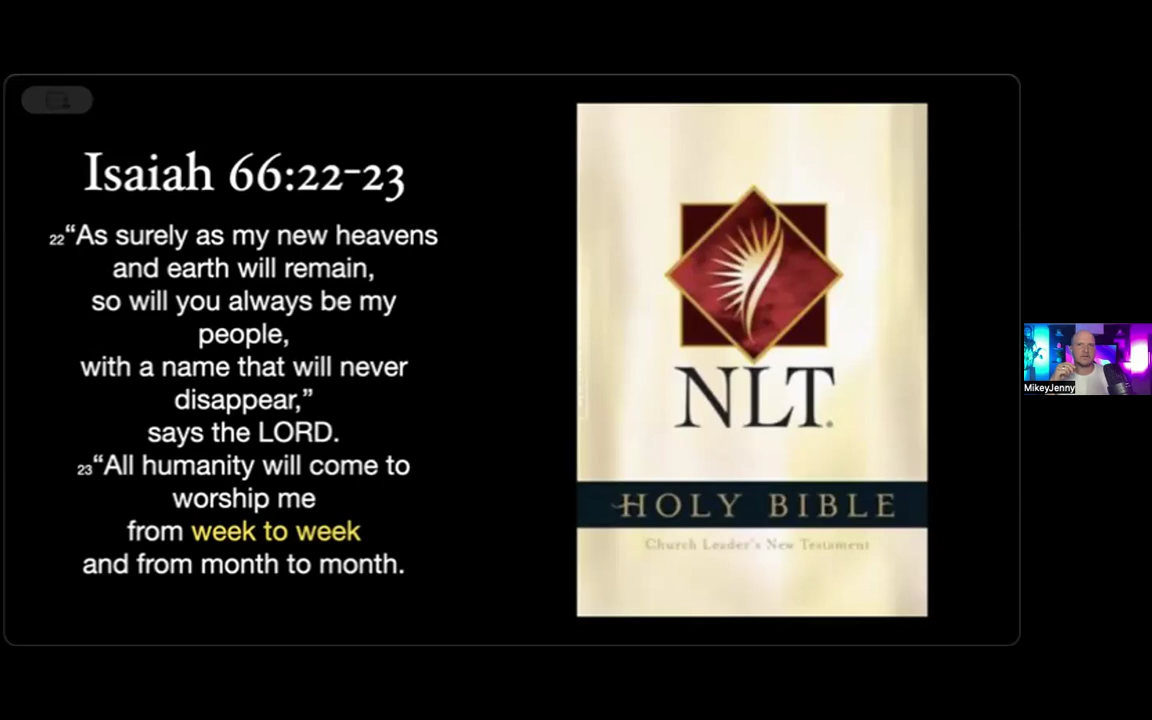 Isaiah 66:22-23
22“As surely as my new heavens
and earth will remain,
so will you always be my
people,
with a name that will never
disappear,”
says the LORD.
23“All humanity will come to
worship me
from week to week
and from month to month.
NLT.
HOLY BIBLE
Church Leader's New Testament
MikeyJenny